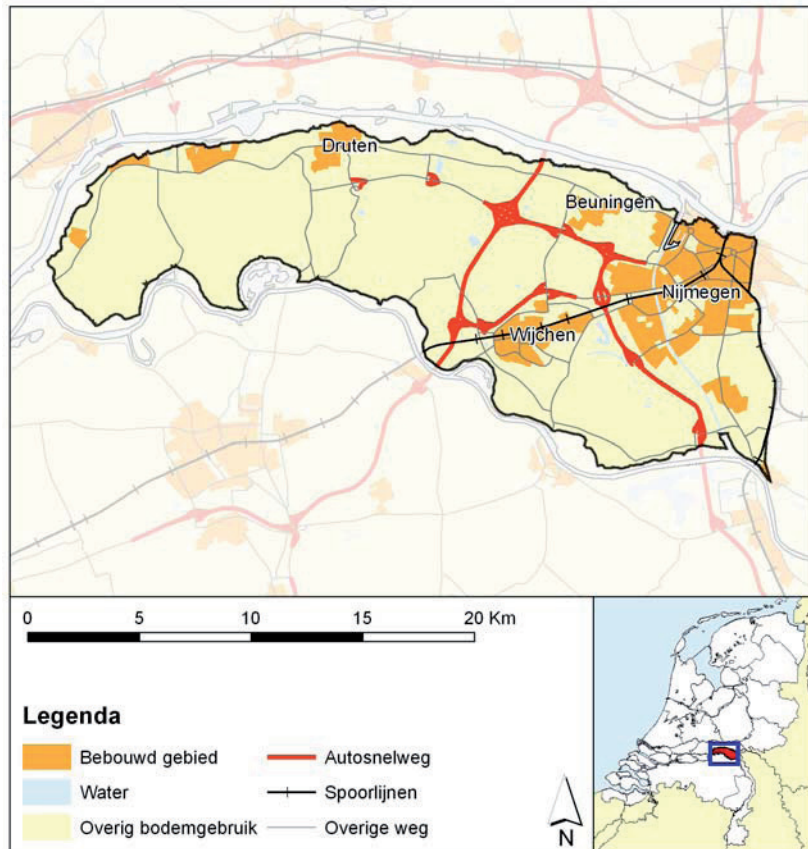 Druten
Beuningen
Nijmegen
Wijchen
0 5 10 15 20 Km
Legenda
Bebouwd gebied
Autosnelweg
Water
Spoorlijnen
Overig bodemgebruik
Overige weg
N